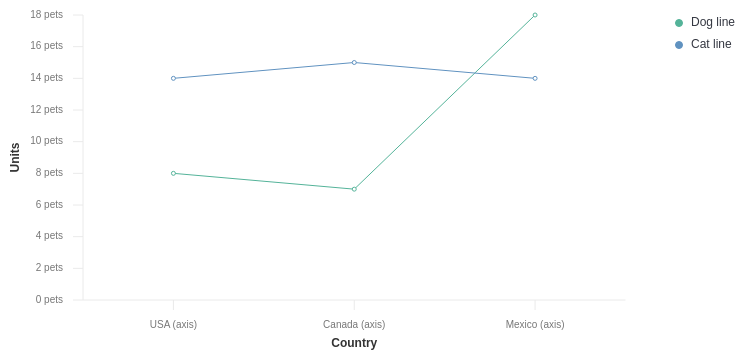 18 pets
16 pets
14 pets
12 pets
10 pets
8 pets
6 pets
4 pets
2 pets
0 pets
Units
USA (axis)
Canada (axis)
Mexico (axis)
Country
Dog line
Cat line